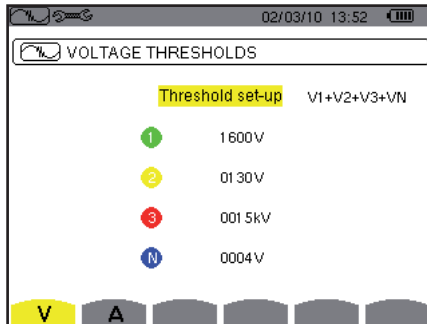 02/03/10 13:52
VOLTAGE THRESHOLDS
Threshold set-up V1+V2+V3+VN
1 1600V
2 0130V
3 0015kV
N 0004V
V A